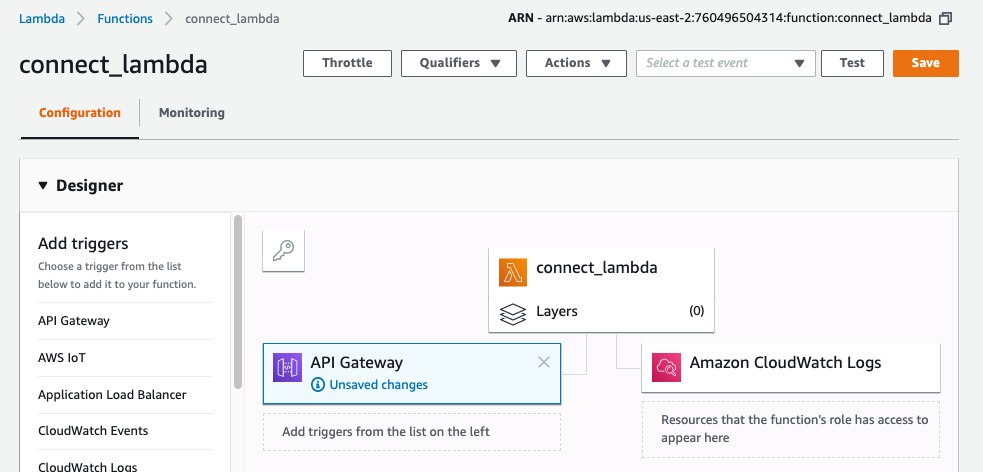 Lambda > Functions > connect_lambda
ARN - arn:aws:lambda:us-east-2:760496504314:function:connect_lambda
connect_lambda
Throttle
Qualifiers
Actions
Select a test event
Test
Save
Configuration
Monitoring
Designer
Add triggers
Choose a trigger from the list
below to add it to your function.
API Gateway
AWS IoT
Application Load Balancer
CloudWatch Events
CloudWatch Logs
connect_lambda
Layers
(0)
API Gateway
Unsaved changes
Add triggers from the list on the left
Amazon CloudWatch Logs
Resources that the function's role has access to
appear here